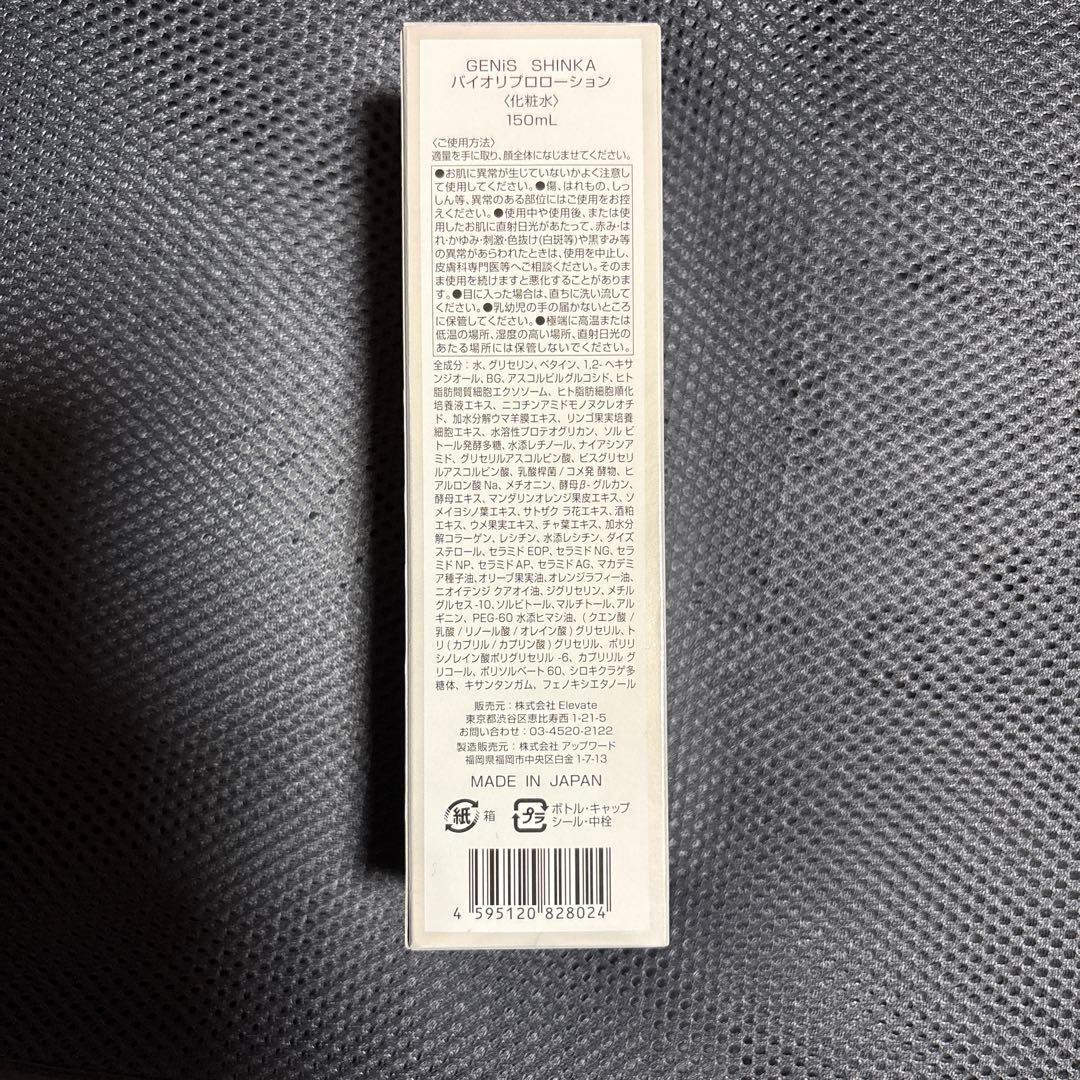 GENiS SHINKA
バイオリプロローション
〈化粧水〉
150mL
〈ご使用方法〉
適量を手に取り、顔全体になじませてください。
●お肌に異常が生じていないかよく注意し
て使用してください。●傷、はれもの、しっ
しん等、異常のある部位にはご使用をお控
えください。●使用中や使用後、または使
用したお肌に直射日光があたって、赤み・は
れ・かゆみ・刺激・色抜け(白斑等)や黒ずみ等
の異常があらわれたときは、使用を中止し、
皮膚科専門医等へご相談ください。そのま
ま使用を続けますと悪化することがありま
す。●目に入った場合は、直ちに洗い流して
ください。●乳幼児の手の届かないところ
に保管してください。●極端に高温または
低温の場所、湿度の高い場所、直射日光の
あたる場所には保管しないでください。
全成分：水、グリセリン、ベタイン、1,2-ヘキサ
ンジオール、BG、アスコルビルグルコシド、ヒト
脂肪間質細胞エクソソーム、ヒト脂肪細胞順化
培養液エキス、ニコチンアミドモノヌクレオチ
ド、加水分解ウマ羊膜エキス、リンゴ果実培養
細胞エキス、水溶性プロテオグリカン、ソル ビ
トール発酵多糖、水添レチノール、ナイアシンア
ミド、グリセリルアスコルビン酸、ビスグリセリ
ルアスコルビン酸、乳酸桿菌 / コメ発 酵物、ヒ
アルロン酸 Na、メチオニン、酵母β- グルカン、
酵母エキス、マンダリンオレンジ果皮エキス、ソ
メイヨシノ葉エキス、サトザク ラ花エキス、酒粕
エキス、ウメ果実エキス、チャ葉エキス、加水分
解コラーゲン、レシチン、水添レシチン、ダイズ
ステロール、セラミド EOP、セラミド NG、セラ
ミド NP、セラミド AP、セラミド AG、マカデミ
ア種子油、オリーブ果実油、オレンジラフィー油、
ニオイテンジ クアオイ油、ジグリセリン、メチル
グルセス -10、ソルビトール、マルチトール、アル
ギニン、PEG-60 水添ヒマシ油、( クエン酸 /
乳酸 / リノール酸 / オレイン酸 ) グリセリル、ト
リ ( カプリル / カプリン酸 ) グリセリル、ポリリ
シノレイン酸ポリグリセリル -6、カプリリル グ
リコール、ポリソルベート 60、シロキクラゲ多
糖体、キサンタンガム、フェノキシエタノール
販売元：株式会社 Elevate
東京都渋谷区恵比寿西 1-21-5
お問い合わせ：03-4520-2122
製造販売元：株式会社 アップワード
福岡県福岡市中央区白金 1-7-13
MADE IN JAPAN
紙 箱 プラ ボトル・キャップ
シール・中栓
4 595120 828024